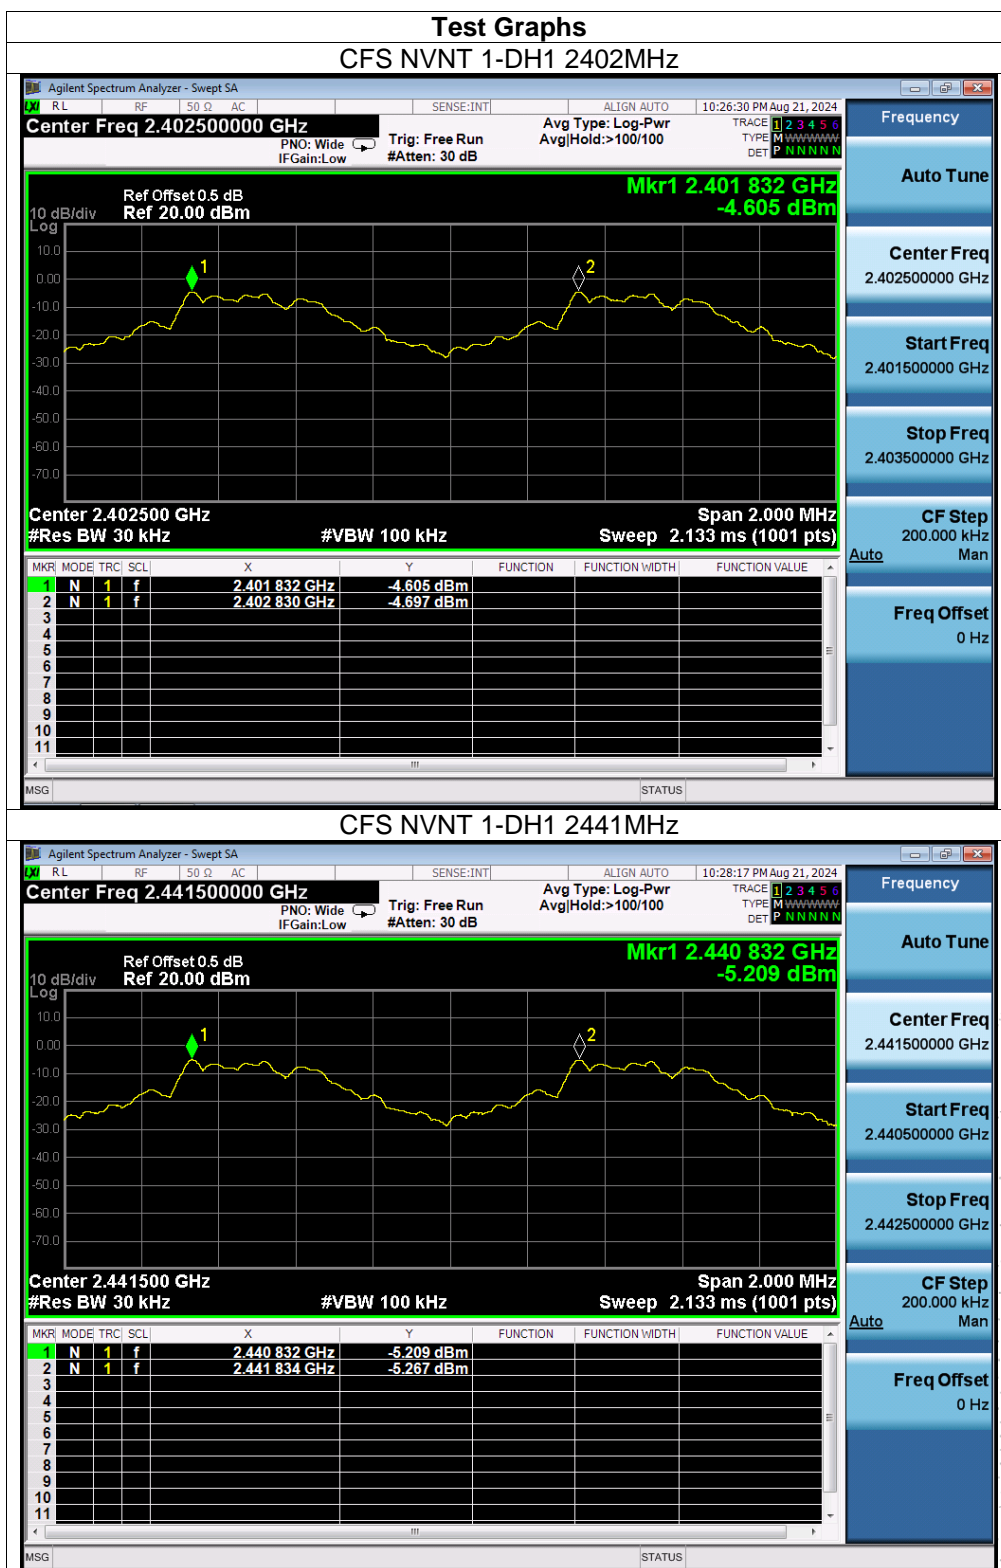 Test Graphs
CFS NVNT 1-DH1 2402MHz
Agilent Spectrum Analyzer - Swept SA
LXI RL RF 50 Ω AC SENSE:INT ALIGN AUTO 10:26:30 PM Aug 21, 2024
Center Freq 2.402500000 GHz
PNO: Wide
IFGain:Low
Trig: Free Run
#Atten: 30 dB
Avg Type: Log-Pwr
Avg|Hold:>100/100
TRACE 1 2 3 4 5 6
TYPE M W W W W W
DET P N N N N N
Mkr1 2.401 832 GHz
-4.605 dBm
Ref Offset 0.5 dB
10 dB/div Ref 20.00 dBm
Log
10.0
0.00
-10.0
-20.0
-30.0
-40.0
-50.0
-60.0
-70.0
1
2
Center 2.402500 GHz Span 2.000 MHz
#Res BW 30 kHz #VBW 100 kHz Sweep 2.133 ms (1001 pts)
MKR MODE TRC SCL X Y FUNCTION FUNCTION WIDTH FUNCTION VALUE
1 N 1 f 2.401 832 GHz -4.605 dBm
2 N 1 f 2.402 830 GHz -4.697 dBm
3
4
5
6
7
8
9
10
11
MSG STATUS
Frequency
Auto Tune
Center Freq
2.402500000 GHz
Start Freq
2.401500000 GHz
Stop Freq
2.403500000 GHz
CF Step
200.000 kHz
Auto Man
Freq Offset
0 Hz
CFS NVNT 1-DH1 2441MHz
Agilent Spectrum Analyzer - Swept SA
LXI RL RF 50 Ω AC SENSE:INT ALIGN AUTO 10:28:17 PM Aug 21, 2024
Center Freq 2.441500000 GHz
PNO: Wide
IFGain:Low
Trig: Free Run
#Atten: 30 dB
Avg Type: Log-Pwr
Avg|Hold:>100/100
TRACE 1 2 3 4 5 6
TYPE M W W W W W
DET P N N N N N
Mkr1 2.440 832 GHz
-5.209 dBm
Ref Offset 0.5 dB
10 dB/div Ref 20.00 dBm
Log
10.0
0.00
-10.0
-20.0
-30.0
-40.0
-50.0
-60.0
-70.0
1
2
Center 2.441500 GHz Span 2.000 MHz
#Res BW 30 kHz #VBW 100 kHz Sweep 2.133 ms (1001 pts)
MKR MODE TRC SCL X Y FUNCTION FUNCTION WIDTH FUNCTION VALUE
1 N 1 f 2.440 832 GHz -5.209 dBm
2 N 1 f 2.441 834 GHz -5.267 dBm
3
4
5
6
7
8
9
10
11
MSG STATUS
Frequency
Auto Tune
Center Freq
2.441500000 GHz
Start Freq
2.440500000 GHz
Stop Freq
2.442500000 GHz
CF Step
200.000 kHz
Auto Man
Freq Offset
0 Hz